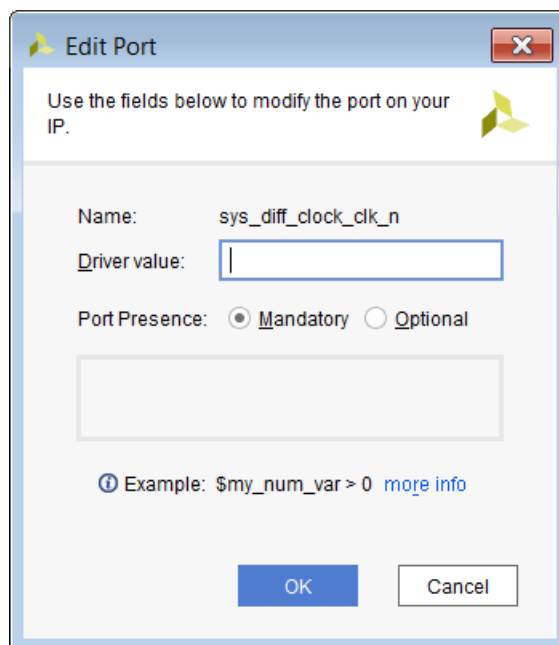 Edit Port
Use the fields below to modify the port on your
IP.
Name: sys_diff_clock_clk_n
Driver value:
Port Presence: Mandatory Optional
Example: $my_num_var > 0 more info
OK Cancel